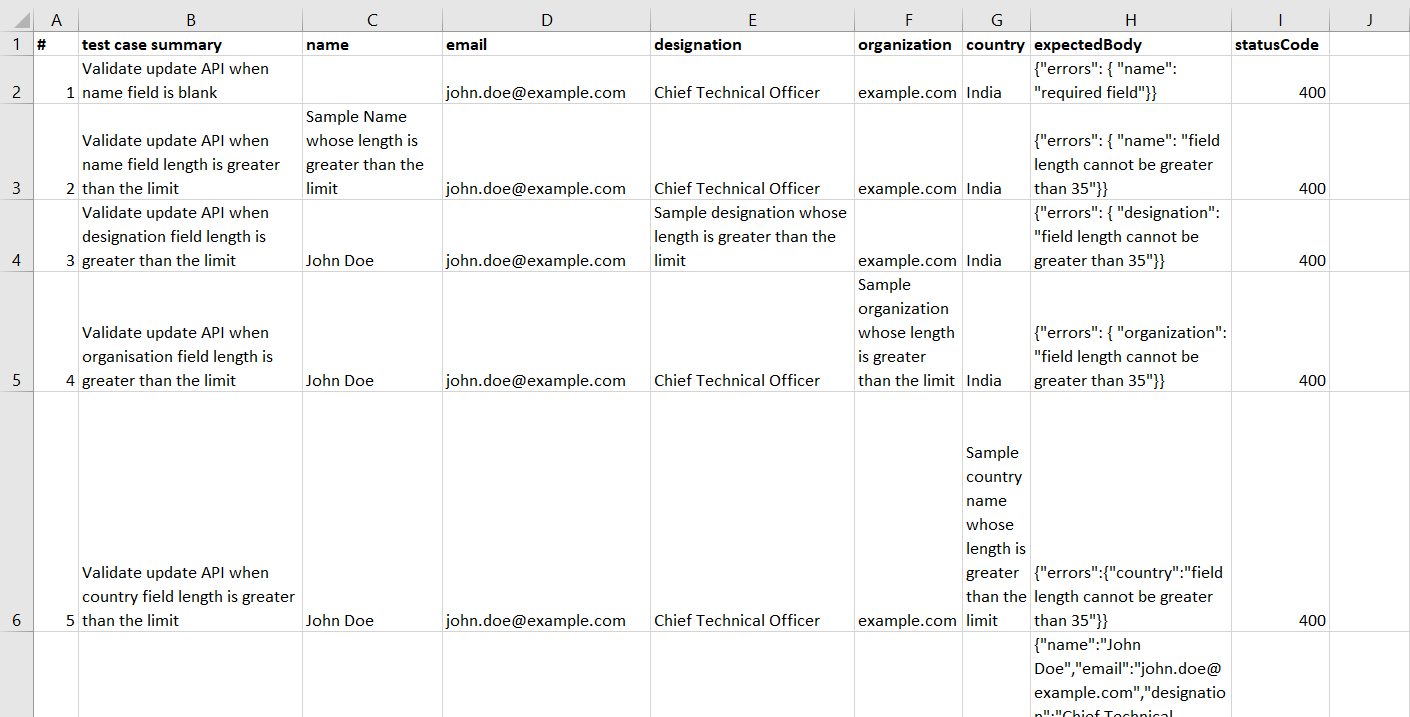 A B C D E F G H I J
1 # test case summary name email designation organization country expectedBody statusCode
Validate update API when {"errors": { "name":
2 1 name field is blank john.doe@example.com Chief Technical Officer example.com India "required field"}} 400
Sample Name
Validate update API when whose length is {"errors": { "name": "field
name field length is greater greater than the length cannot be greater
3 2 than the limit limit john.doe@example.com Chief Technical Officer example.com India than 35"}} 400
Validate update API when Sample designation whose {"errors": { "designation":
designation field length is length is greater than the "field length cannot be
4 3 greater than the limit John Doe john.doe@example.com limit example.com India greater than 35"}} 400
Sample
organization
Validate update API when whose length {"errors": { "organization":
organisation field length is is greater "field length cannot be
5 4 greater than the limit John Doe john.doe@example.com Chief Technical Officer than the limit India greater than 35"}} 400
Sample
country
name
whose
length is
Validate update API when greater {"errors":{"country":"field
country field length is greater than the length cannot be greater
6 5 than the limit John Doe john.doe@example.com Chief Technical Officer example.com limit than 35"}} 400
{"name":"John
Doe","email":"john.doe@
example.com","designatio
n":"Chief Technical